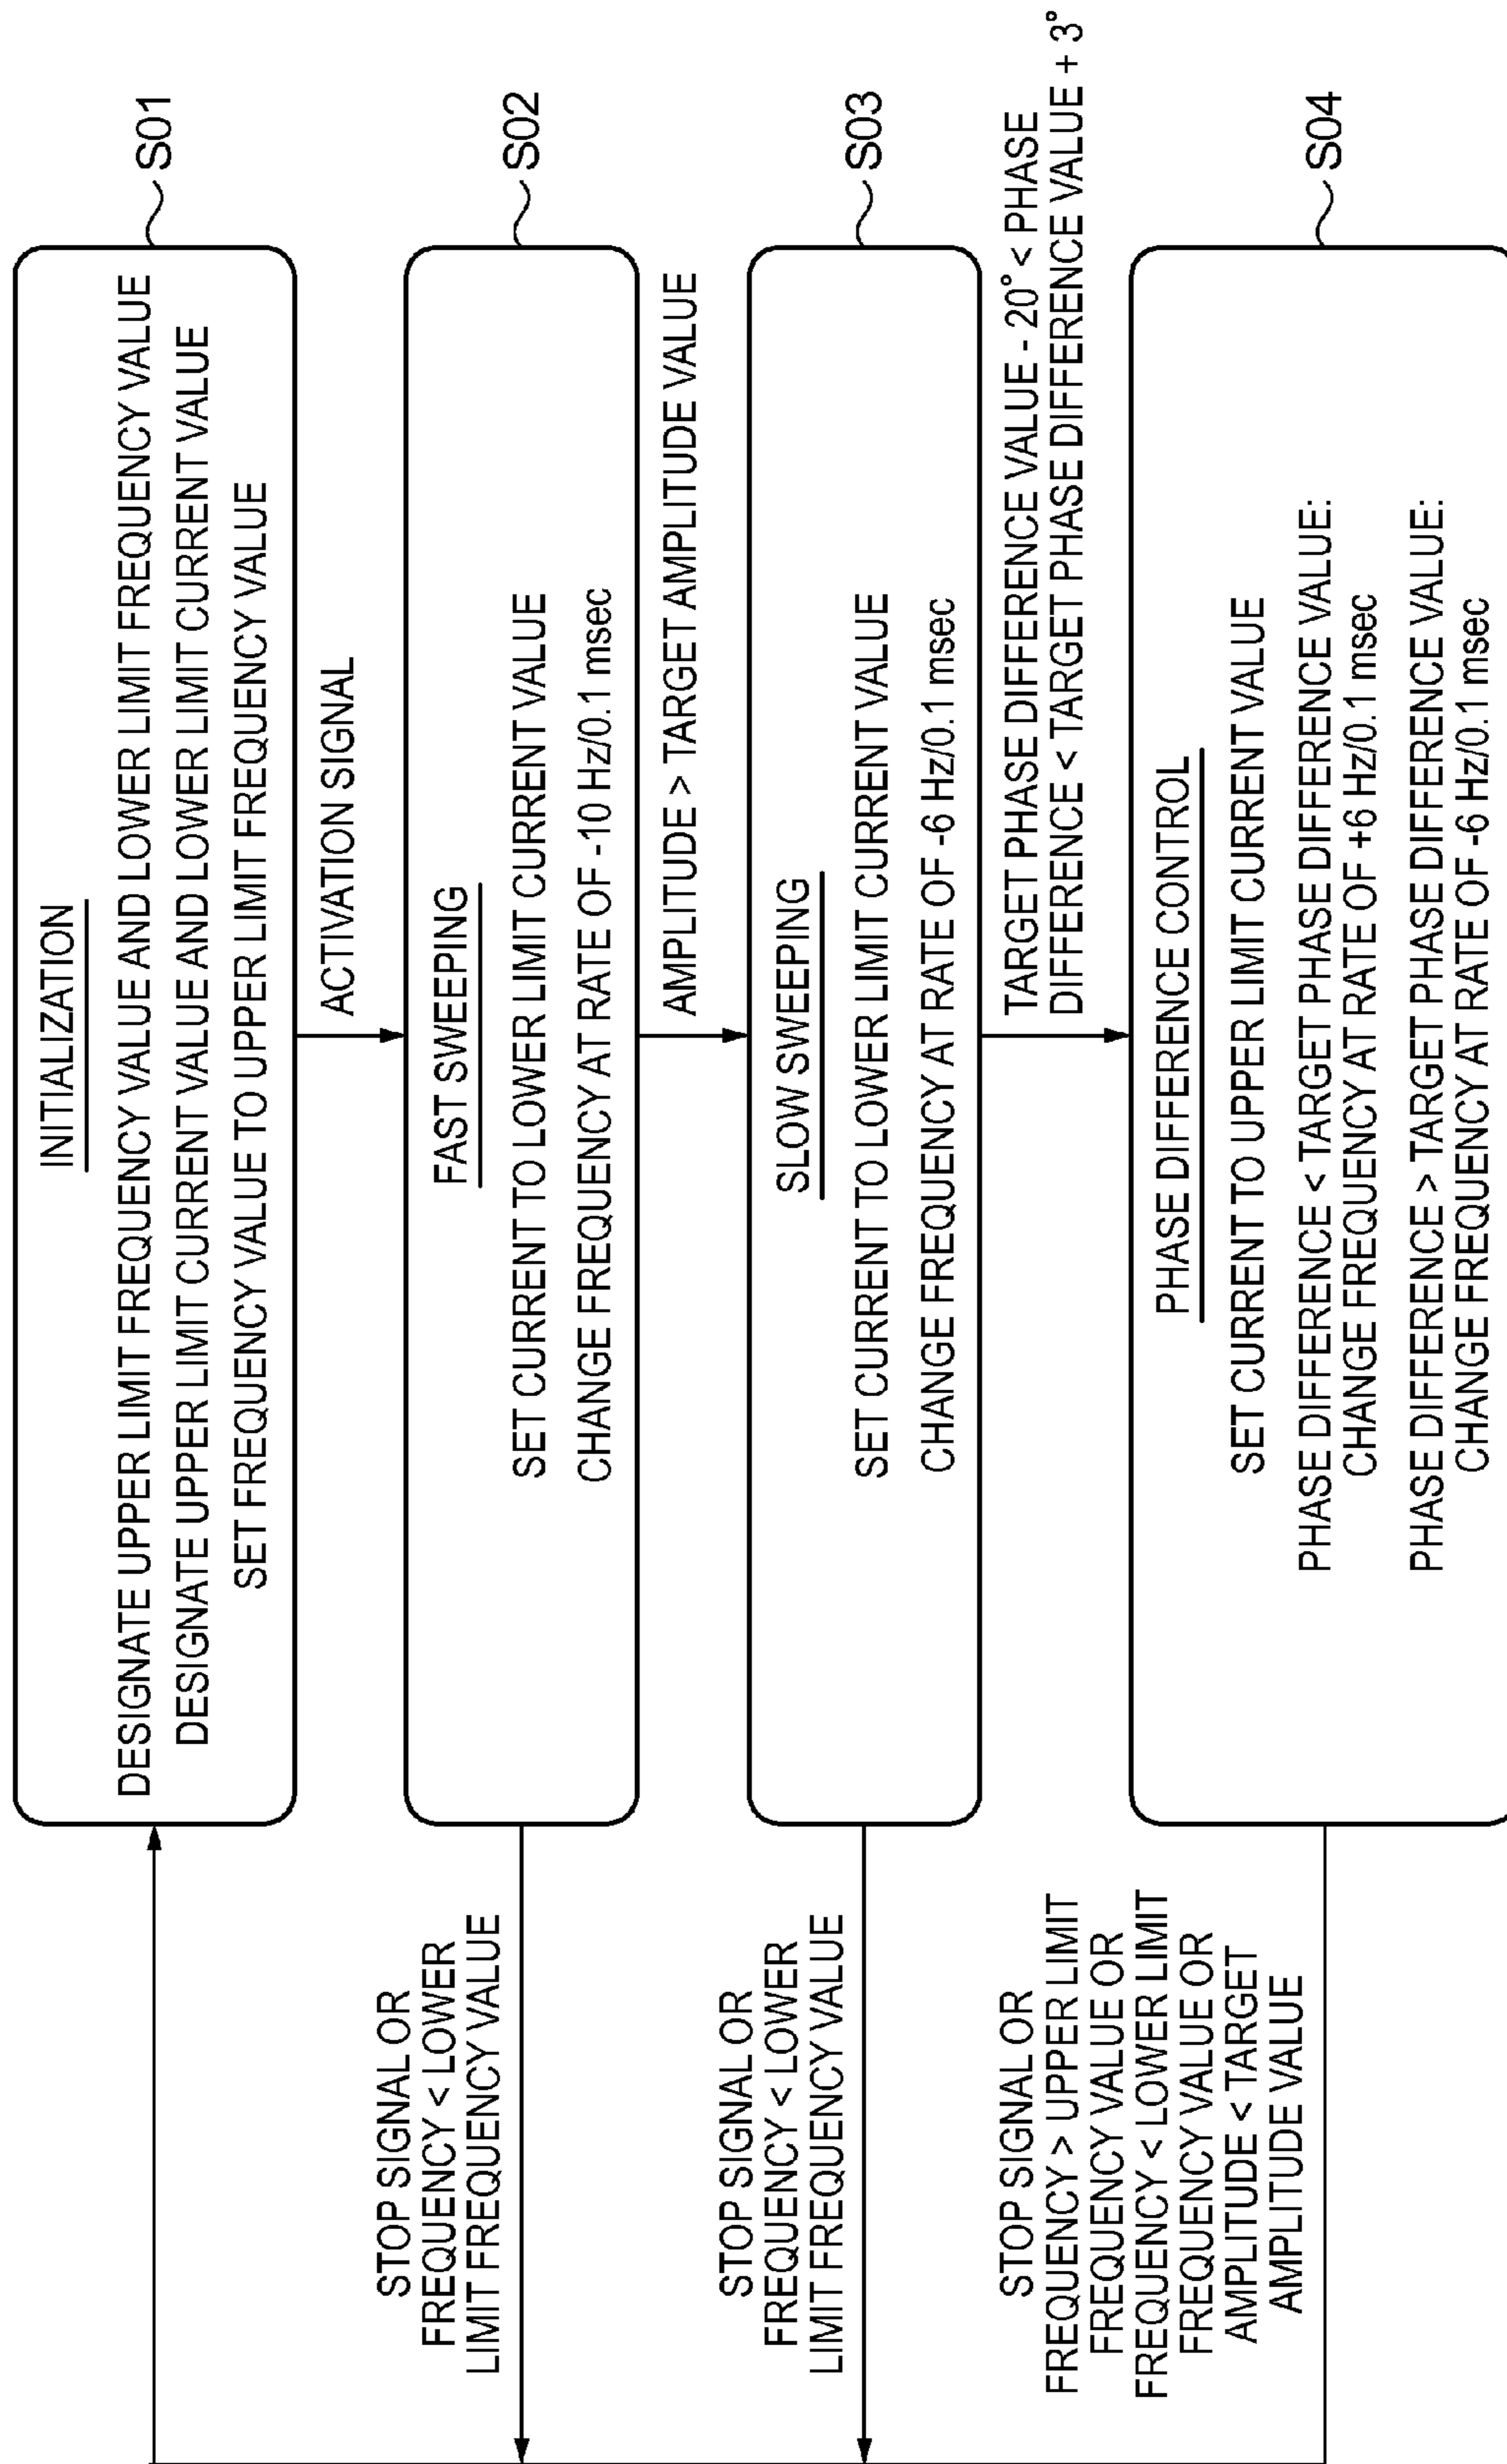 INITIALIZATION
DESIGNATE UPPER LIMIT FREQUENCY VALUE AND LOWER LIMIT FREQUENCY VALUE
DESIGNATE UPPER LIMIT CURRENT VALUE AND LOWER LIMIT CURRENT VALUE
SET FREQUENCY VALUE TO UPPER LIMIT FREQUENCY VALUE
S01
ACTIVATION SIGNAL
FAST SWEEPING
SET CURRENT TO LOWER LIMIT CURRENT VALUE
CHANGE FREQUENCY AT RATE OF -10 Hz/0.1 msec
S02
STOP SIGNAL OR
FREQUENCY < LOWER
LIMIT FREQUENCY VALUE
AMPLITUDE > TARGET AMPLITUDE VALUE
SLOW SWEEPING
SET CURRENT TO LOWER LIMIT CURRENT VALUE
CHANGE FREQUENCY AT RATE OF -6 Hz/0.1 msec
S03
STOP SIGNAL OR
FREQUENCY < LOWER
LIMIT FREQUENCY VALUE
TARGET PHASE DIFFERENCE VALUE - 20° < PHASE
DIFFERENCE < TARGET PHASE DIFFERENCE VALUE + 3°
PHASE DIFFERENCE CONTROL
SET CURRENT TO UPPER LIMIT CURRENT VALUE
PHASE DIFFERENCE < TARGET PHASE DIFFERENCE VALUE:
CHANGE FREQUENCY AT RATE OF +6 Hz/0.1 msec
PHASE DIFFERENCE > TARGET PHASE DIFFERENCE VALUE:
CHANGE FREQUENCY AT RATE OF -6 Hz/0.1 msec
S04
STOP SIGNAL OR
FREQUENCY > UPPER LIMIT
FREQUENCY VALUE OR
FREQUENCY < LOWER LIMIT
FREQUENCY VALUE OR
AMPLITUDE < TARGET
AMPLITUDE VALUE